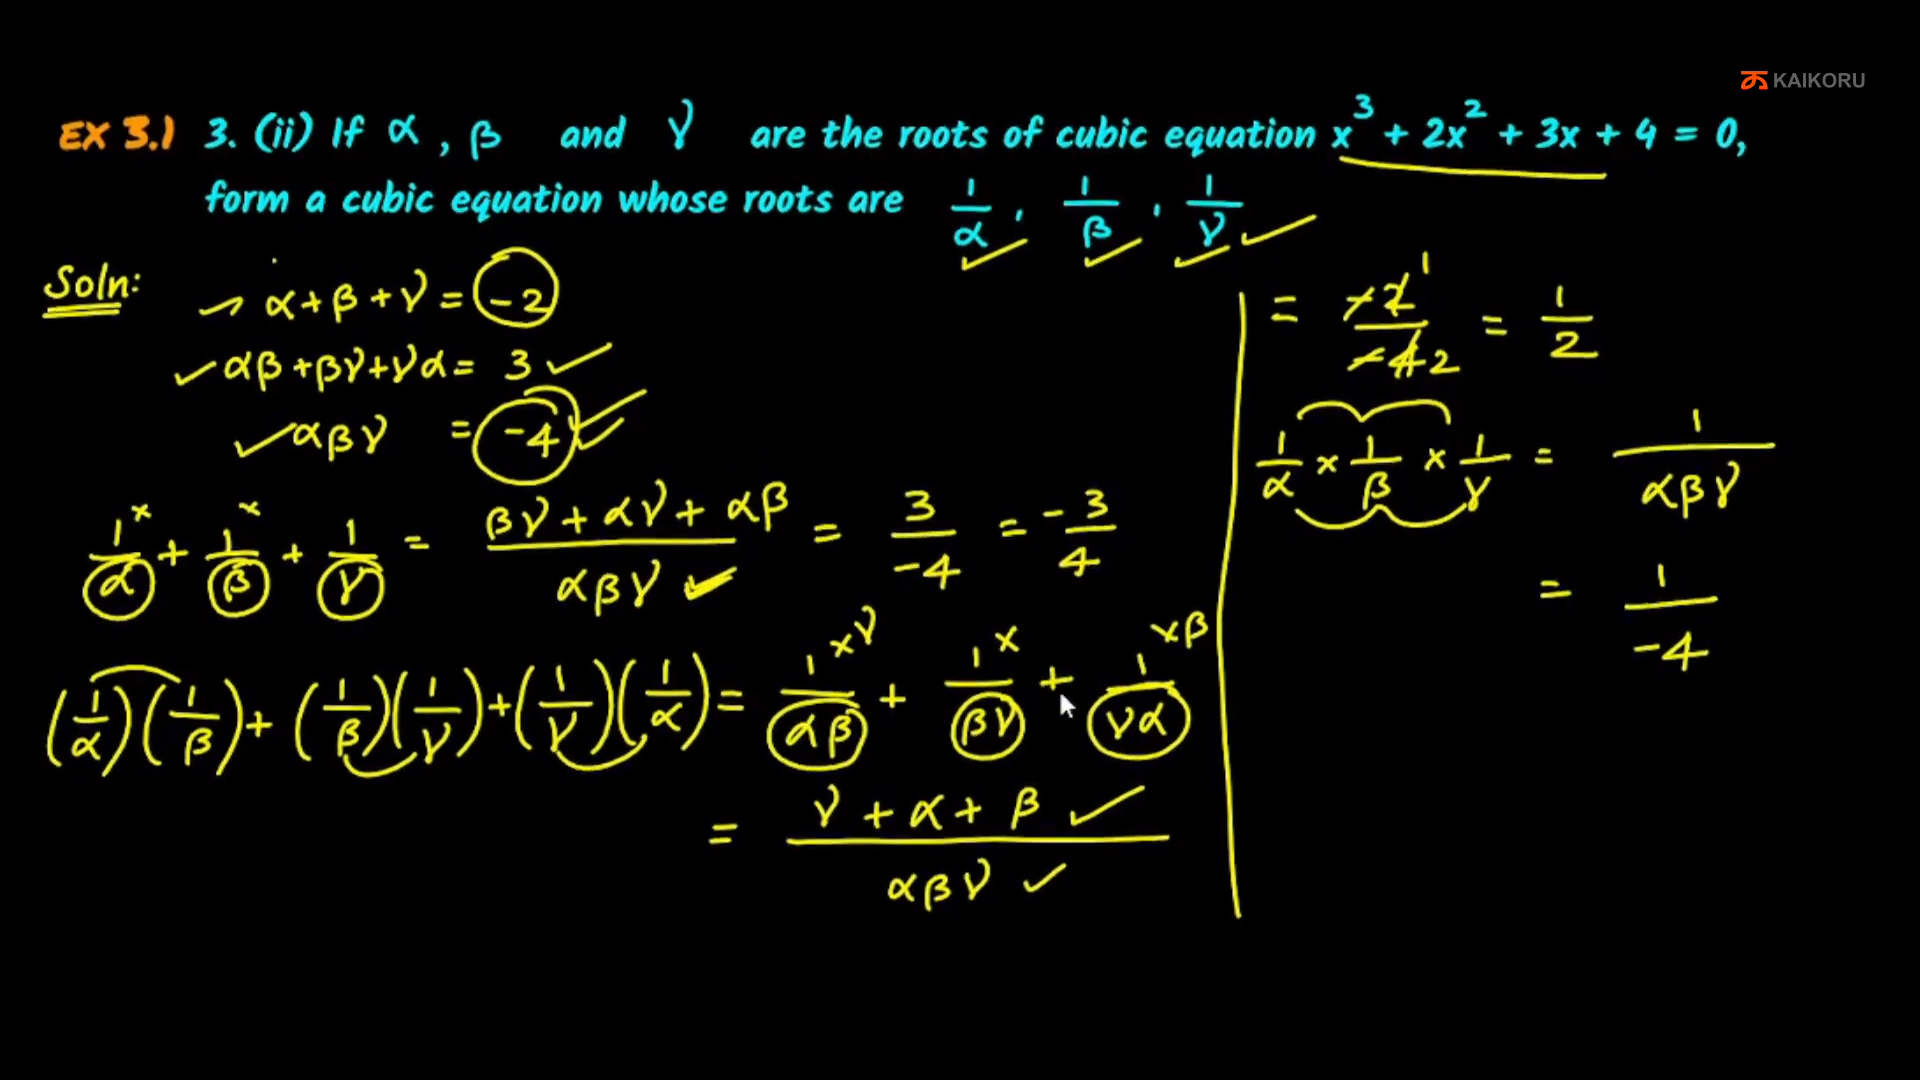 KAIKORU
EX 3.1 3. (ii) If α, β and γ are the roots of cubic equation x³ + 2x² + 3x + 4 = 0,
form a cubic equation whose roots are 1/α, 1/β, 1/γ
Soln:
α + β + γ = -2
αβ + βγ + γα = 3
αβγ = -4
1/α + 1/β + 1/γ = (βγ + αγ + αβ)/αβγ = 3/-4 = -3/4
(1/α)(1/β) + (1/β)(1/γ) + (1/γ)(1/α) = 1/αβ ×γ + 1/βγ × + 1/γα ×β
= (γ + α + β)/αβγ
= -2/-4 1 2 = 1/2
1/α × 1/β × 1/γ = 1/αβγ
= 1/-4